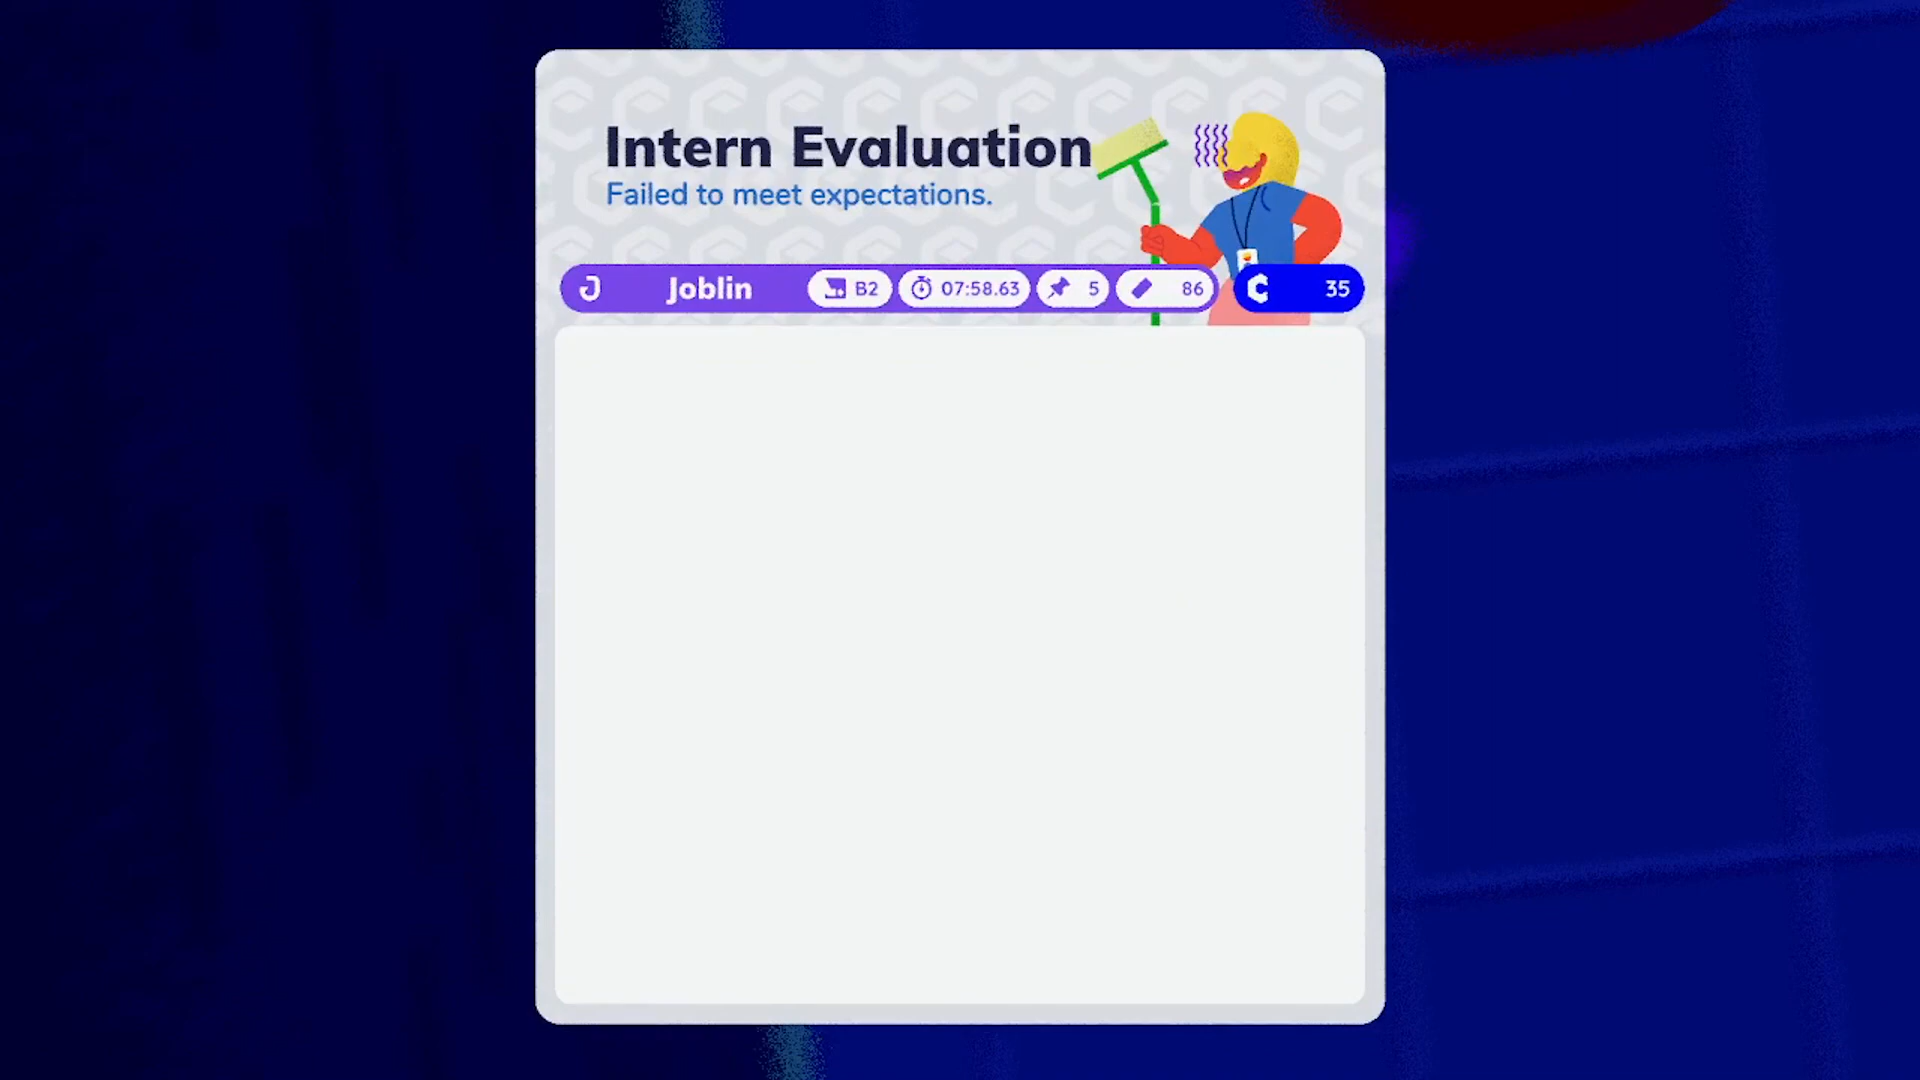 Intern Evaluation
Failed to meet expectations.
Joblin B2 07:58.63 5 86 35